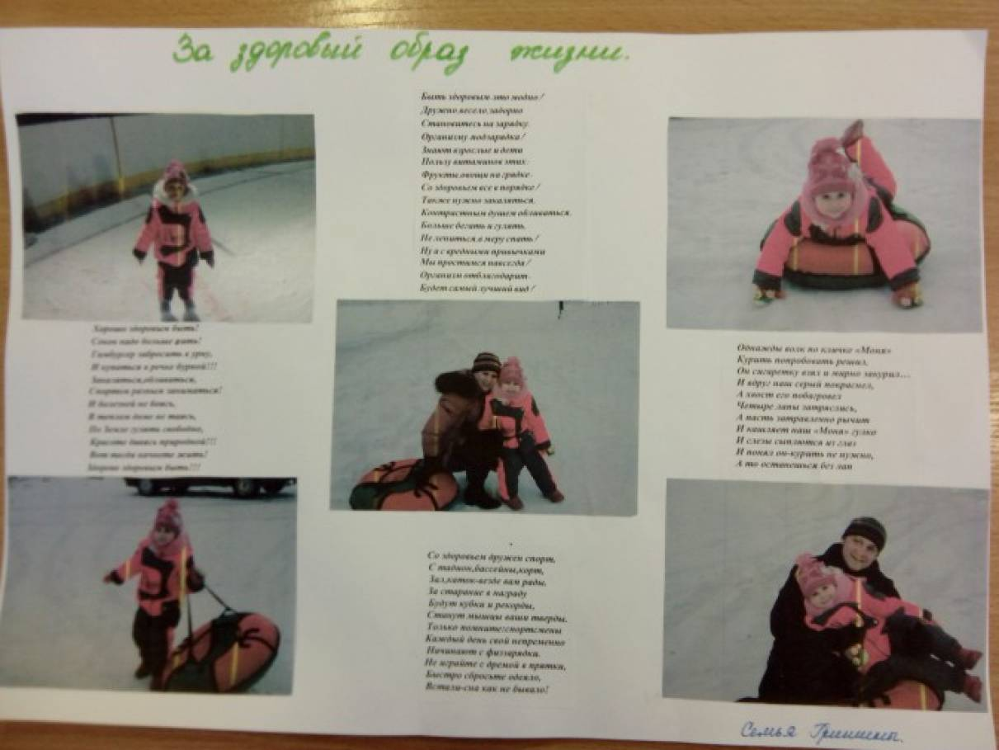 За здоровый образ жизни.
Быть здоровым-это модно!
Дружно,весело,задорно
Становитесь на зарядку.
Организму-подзарядка!
Знают взрослые и дети
Пользу витаминов этих:
Фрукты,овощи на грядке-
Со здоровьем все в порядке!
Также нужно закаляться,
Контрастным душем обливаться.
Больше бегать и гулять,
Не лениться,в меру спать!
Ну а с вредными привычками
Мы простимся навсегда!
Организм отблагодарит-
Будет самый лучший вид!
Хорошо здоровым быть!
Соков надо больше пить!
Гамбургер забросить в урну,
И купаться в речке бурной!!!
Закаляться,обливаться,
Спортом разным заниматься!
И болезней не боясь,
В теплом доме не таясь,
По Земле гулять свободно,
Красоте дивясь природной!!!
Вот тогда начнете жить!
Здорово здоровым быть!!!
Однажды волк по кличке «Моня»
Курить попробовать решил,
Он сигаретку взял и мирно закурил…
И вдруг наш серый покраснел,
А хвост его побагровел
Четыре лапы затряслись,
А пасть затравленно рычит
И кашляет наш «Моня» гулко
И слезы сыплются из глаз
И понял он-курить не нужно,
А то останешься без лап
Со здоровьем дружен спорт,
Стадион,бассейны,корт,
Зал,каток-везде вам рады.
За старание в награду
Будут кубки и рекорды,
Станут мышцы ваши тверды.
Только помните:спортсмены
Каждый день свой непременно
Начинают с физзарядки.
Не играйте с дремой в прятки,
Быстро сбросьте одеяло,
Встали-сна как не бывало!
Семья